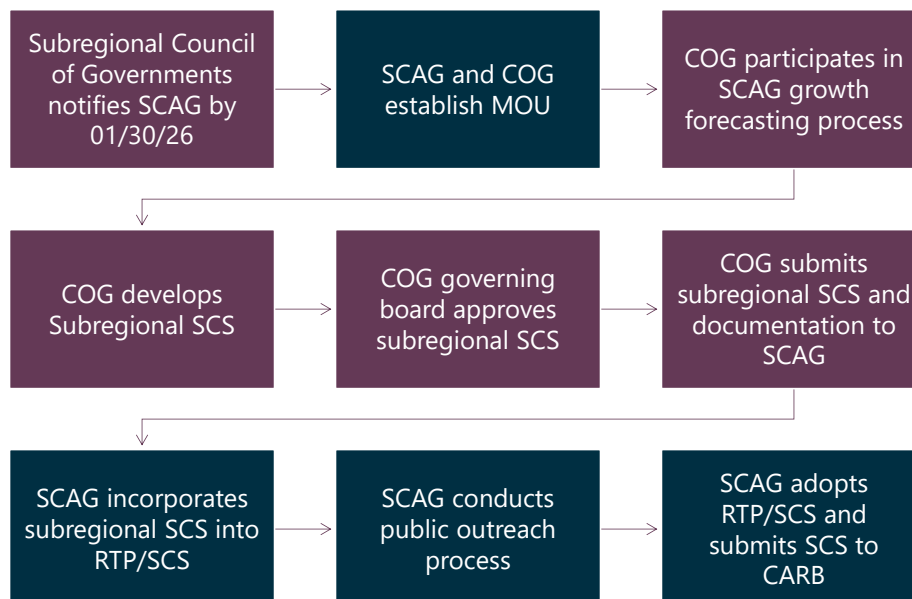 Subregional Council
of Governments
notifies SCAG by
01/30/26
SCAG and COG
establish MOU
COG participates in
SCAG growth
forecasting process
COG develops
Subregional SCS
COG governing
board approves
subregional SCS
COG submits
subregional SCS and
documentation to
SCAG
SCAG incorporates
subregional SCS into
RTP/SCS
SCAG conducts
public outreach
process
SCAG adopts
RTP/SCS and
submits SCS to
CARB